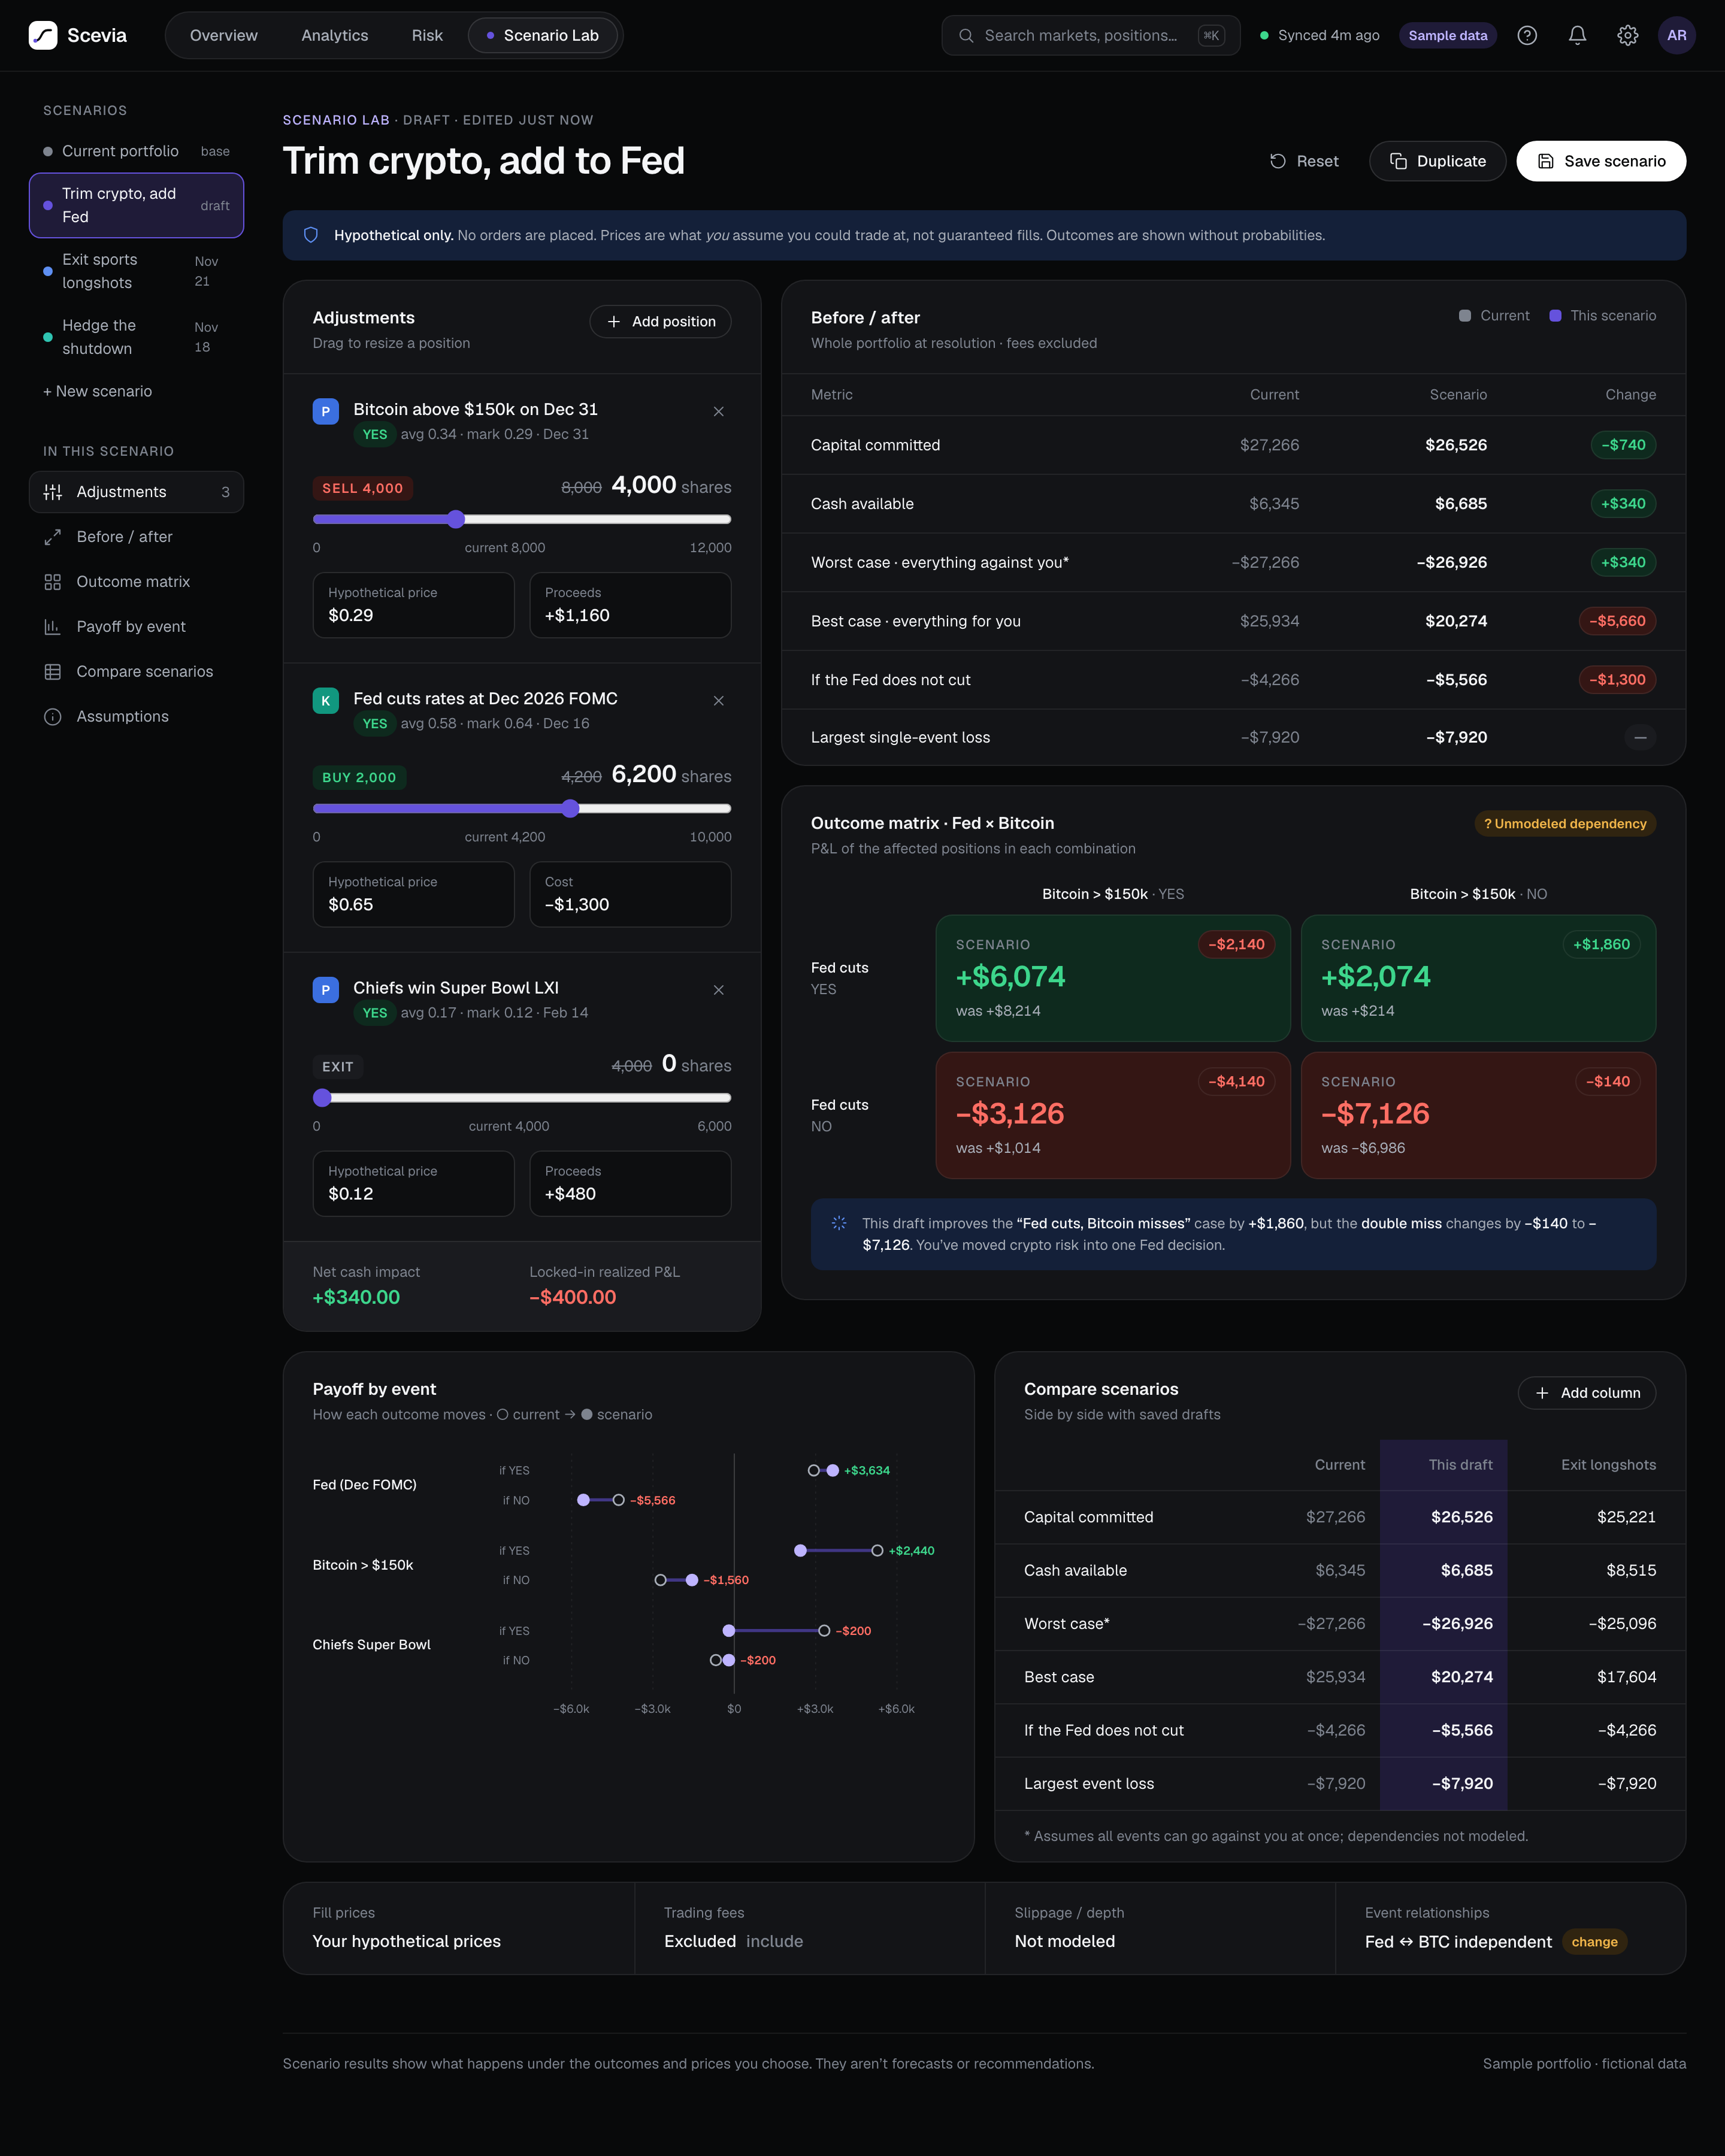 Scevia
Overview
Analytics
Risk
Scenario Lab
Search markets, positions...
⌘K
Synced 4m ago
Sample data
AR
SCENARIOS
Current portfolio base
Trim crypto, add
Fed
draft
Exit sports
longshots
Nov
21
Hedge the
shutdown
Nov
18
+ New scenario
IN THIS SCENARIO
Adjustments 3
Before / after
Outcome matrix
Payoff by event
Compare scenarios
Assumptions
SCENARIO LAB · DRAFT · EDITED JUST NOW
Trim crypto, add to Fed
Reset
Duplicate
Save scenario
Hypothetical only. No orders are placed. Prices are what you assume you could trade at, not guaranteed fills. Outcomes are shown without probabilities.
Adjustments
Drag to resize a position
Add position
P
Bitcoin above $150k on Dec 31
YES avg 0.34 · mark 0.29 · Dec 31
SELL 4,000
8,000 4,000 shares
0 current 8,000 12,000
Hypothetical price
$0.29
Proceeds
+$1,160
K
Fed cuts rates at Dec 2026 FOMC
YES avg 0.58 · mark 0.64 · Dec 16
BUY 2,000
4,200 6,200 shares
0 current 4,200 10,000
Hypothetical price
$0.65
Cost
−$1,300
P
Chiefs win Super Bowl LXI
YES avg 0.17 · mark 0.12 · Feb 14
EXIT
4,000 0 shares
0 current 4,000 6,000
Hypothetical price
$0.12
Proceeds
+$480
Net cash impact
+$340.00
Locked-in realized P&L
−$400.00
Before / after
Whole portfolio at resolution · fees excluded
Current
This scenario
Metric Current Scenario Change
Capital committed $27,266 $26,526 −$740
Cash available $6,345 $6,685 +$340
Worst case · everything against you* −$27,266 −$26,926 +$340
Best case · everything for you $25,934 $20,274 −$5,660
If the Fed does not cut −$4,266 −$5,566 −$1,300
Largest single-event loss −$7,920 −$7,920 —
Outcome matrix · Fed × Bitcoin
P&L of the affected positions in each combination
? Unmodeled dependency
Bitcoin > $150k · YES
Bitcoin > $150k · NO
Fed cuts
YES
SCENARIO −$2,140
+$6,074
was +$8,214
SCENARIO +$1,860
+$2,074
was +$214
Fed cuts
NO
SCENARIO −$4,140
−$3,126
was +$1,014
SCENARIO −$140
−$7,126
was −$6,986
This draft improves the “Fed cuts, Bitcoin misses” case by +$1,860, but the double miss changes by −$140 to −
$7,126. You’ve moved crypto risk into one Fed decision.
Payoff by event
How each outcome moves · current → scenario
Fed (Dec FOMC)
if YES +$3,634
if NO −$5,566
Bitcoin > $150k
if YES +$2,440
if NO −$1,560
Chiefs Super Bowl
if YES −$200
if NO −$200
−$6.0k −$3.0k $0 +$3.0k +$6.0k
Compare scenarios
Side by side with saved drafts
Add column
Current This draft Exit longshots
Capital committed $27,266 $26,526 $25,221
Cash available $6,345 $6,685 $8,515
Worst case* −$27,266 −$26,926 −$25,096
Best case $25,934 $20,274 $17,604
If the Fed does not cut −$4,266 −$5,566 −$4,266
Largest event loss −$7,920 −$7,920 −$7,920
* Assumes all events can go against you at once; dependencies not modeled.
Fill prices
Your hypothetical prices
Trading fees
Excluded include
Slippage / depth
Not modeled
Event relationships
Fed ↔ BTC independent change
Scenario results show what happens under the outcomes and prices you choose. They aren’t forecasts or recommendations.
Sample portfolio · fictional data